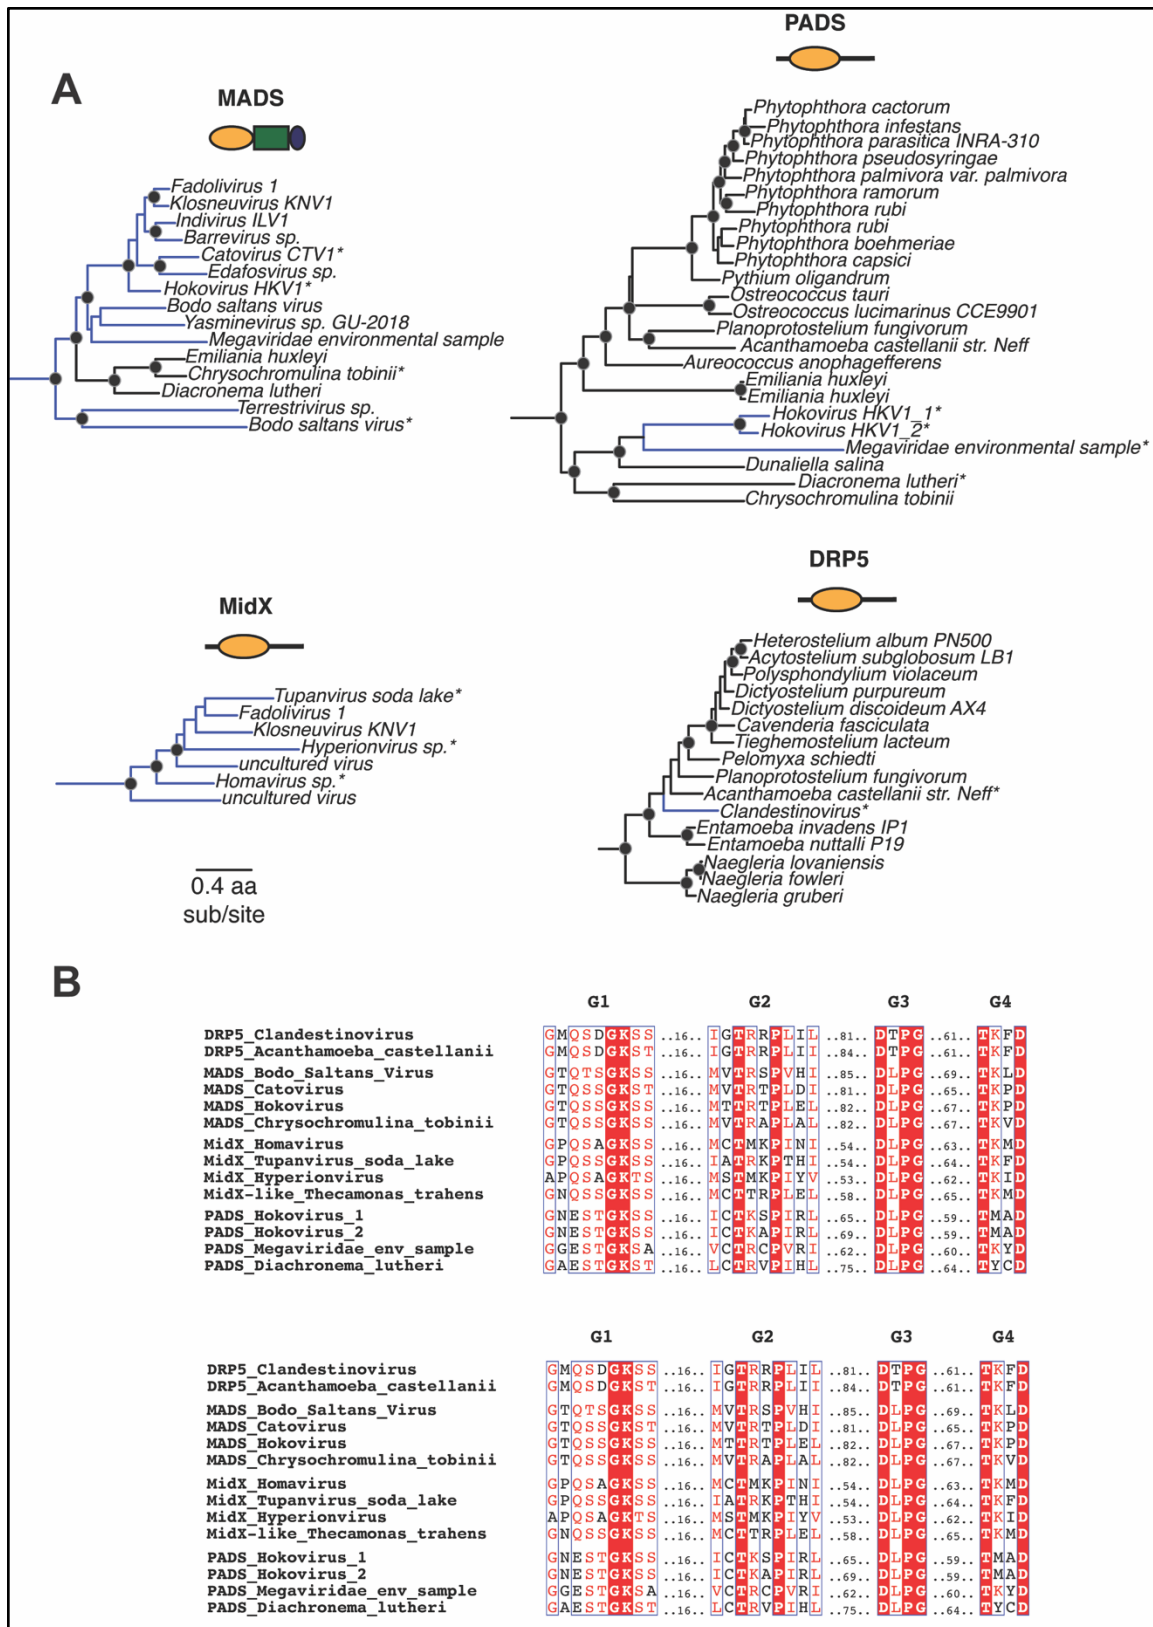 A
MADS
Fadolivirus 1
Klosneuvirus KNV1
Indivirus ILV1
Barrevirus sp.
Catovirus CTV1*
Edafosvirus sp.
Hokovirus HKV1*
Bodo saltans virus
Yasminevirus sp. GU-2018
Megaviridae environmental sample
Emiliania huxleyi
Chrysochromulina tobinii*
Diacronema lutheri
Terrestrivirus sp.
Bodo saltans virus*
PADS
Phytophthora cactorum
Phytophthora infestans
Phytophthora parasitica INRA-310
Phytophthora pseudosyringae
Phytophthora palmivora var. palmivora
Phytophthora ramorum
Phytophthora rubi
Phytophthora rubi
Phytophthora boehmeriae
Phytophthora capsici
Pythium oligandrum
Ostreococcus tauri
Ostreococcus lucimarinus CCE9901
Planoprotostelium fungivorum
Acanthamoeba castellanii str. Neff
Aureococcus anophagefferens
Emiliania huxleyi
Emiliania huxleyi
Hokovirus HKV1_1*
Hokovirus HKV1_2*
Megaviridae environmental sample*
Dunaliella salina
Diacronema lutheri*
Chrysochromulina tobinii
MidX
Tupanvirus soda lake*
Fadolivirus 1
Klosneuvirus KNV1
Hyperionvirus sp.*
uncultured virus
Homavirus sp.*
uncultured virus
0.4 aa
sub/site
DRP5
Heterostelium album PN500
Acytostelium subglobosum LB1
Polysphondylium violaceum
Dictyostelium purpureum
Dictyostelium discoideum AX4
Cavenderia fasciculata
Tieghemostelium lacteum
Pelomyxa schiedti
Planoprotostelium fungivorum
Acanthamoeba castellanii str. Neff*
Clandestinovirus*
Entamoeba invadens IP1
Entamoeba nuttalli P19
Naegleria lovaniensis
Naegleria fowleri
Naegleria gruberi
B
G1 G2 G3 G4
DRP5_Clandestinovirus GMQSDGKSS ..16.. IGTRRPLIL ..81.. DTPG ..61.. TKFD
DRP5_Acanthamoeba_castellanii GMQSDGKST ..16.. IGTRRPLII ..84.. DTPG ..61.. TKFD
MADS_Bodo_Saltans_Virus GTQTSGKSS ..16.. MVTRSPVHI ..85.. DLPG ..69.. TKLD
MADS_Catovirus GTQSSGKST ..16.. MVTRTPLDI ..81.. DLPG ..65.. TKPD
MADS_Hokovirus GTQSSGKSS ..16.. MTTRTPLEL ..82.. DLPG ..67.. TKPD
MADS_Chrysochromulina_tobinii GTQSSGKSS ..16.. MVTRAPLAL ..82.. DLPG ..67.. TKVD
MidX_Homavirus GPQSAGKSS ..16.. MCTMKPINI ..54.. DLPG ..63.. TKMD
MidX_Tupanvirus_soda_lake GPQSSGKSS ..16.. IATRKPTHI ..54.. DLPG ..64.. TKFD
MidX_Hyperionvirus APQSAGKTS ..16.. MSTMKPIYV ..53.. DLPG ..62.. TKID
MidX-like_Thecamonas_trahens GNQSSGKSS ..16.. MCTTRPLEL ..58.. DLPG ..65.. TKMD
PADS_Hokovirus_1 GNESTGKSS ..16.. ICTKSPIRL ..65.. DLPG ..59.. TMAD
PADS_Hokovirus_2 GNESTGKSS ..16.. ICTKAPIRL ..69.. DLPG ..59.. TMAD
PADS_Megaviridae_env_sample GGESTGKSA ..16.. VCTRCPVRI ..62.. DLPG ..60.. TKYD
PADS_Diachronema_lutheri GAESTGKST ..16.. LCTRVPIHL ..75.. DLPG ..64.. TYCD
G1 G2 G3 G4
DRP5_Clandestinovirus GMQSDGKSS ..16.. IGTRRPLIL ..81.. DTPG ..61.. TKFD
DRP5_Acanthamoeba_castellanii GMQSDGKST ..16.. IGTRRPLII ..84.. DTPG ..61.. TKFD
MADS_Bodo_Saltans_Virus GTQTSGKSS ..16.. MVTRSPVHI ..85.. DLPG ..69.. TKLD
MADS_Catovirus GTQSSGKST ..16.. MVTRTPLDI ..81.. DLPG ..65.. TKPD
MADS_Hokovirus GTQSSGKSS ..16.. MTTRTPLEL ..82.. DLPG ..67.. TKPD
MADS_Chrysochromulina_tobinii GTQSSGKSS ..16.. MVTRAPLAL ..82.. DLPG ..67.. TKVD
MidX_Homavirus GPQSAGKSS ..16.. MCTMKPINI ..54.. DLPG ..63.. TKMD
MidX_Tupanvirus_soda_lake GPQSSGKSS ..16.. IATRKPTHI ..54.. DLPG ..64.. TKFD
MidX_Hyperionvirus APQSAGKTS ..16.. MSTMKPIYV ..53.. DLPG ..62.. TKID
MidX-like_Thecamonas_trahens GNQSSGKSS ..16.. MCTTRPLEL ..58.. DLPG ..65.. TKMD
PADS_Hokovirus_1 GNESTGKSS ..16.. ICTKSPIRL ..65.. DLPG ..59.. TMAD
PADS_Hokovirus_2 GNESTGKSS ..16.. ICTKAPIRL ..69.. DLPG ..59.. TMAD
PADS_Megaviridae_env_sample GGESTGKSA ..16.. VCTRCPVRI ..62.. DLPG ..60.. TKYD
PADS_Diachronema_lutheri GAESTGKST ..16.. LCTRVPIHL ..75.. DLPG ..64.. TYCD